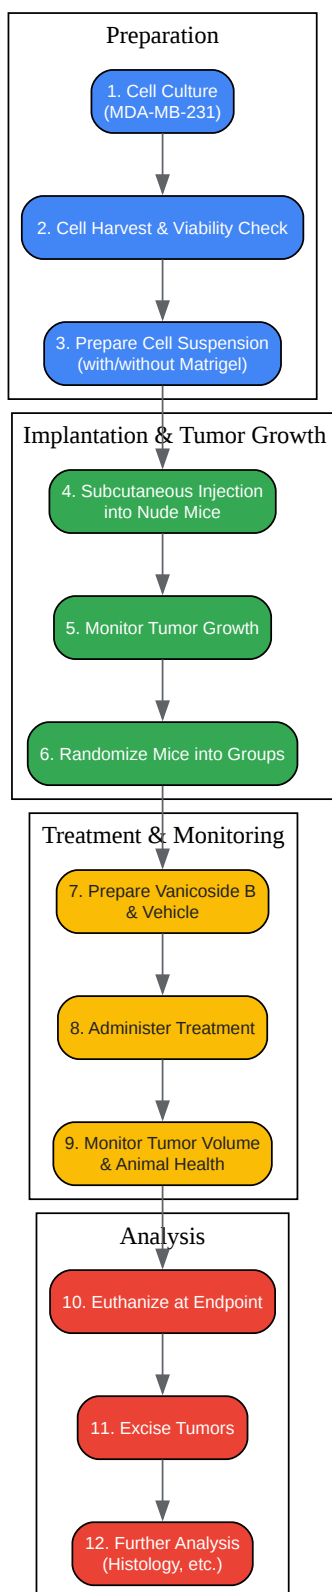 Preparation
1. Cell Culture
(MDA-MB-231)
2. Cell Harvest & Viability Check
3. Prepare Cell Suspension
(with/without Matrigel)
Implantation & Tumor Growth
4. Subcutaneous Injection
into Nude Mice
5. Monitor Tumor Growth
6. Randomize Mice into Groups
Treatment & Monitoring
7. Prepare Vanicoside B
& Vehicle
8. Administer Treatment
9. Monitor Tumor Volume
& Animal Health
Analysis
10. Euthanize at Endpoint
11. Excise Tumors
12. Further Analysis
(Histology, etc.)